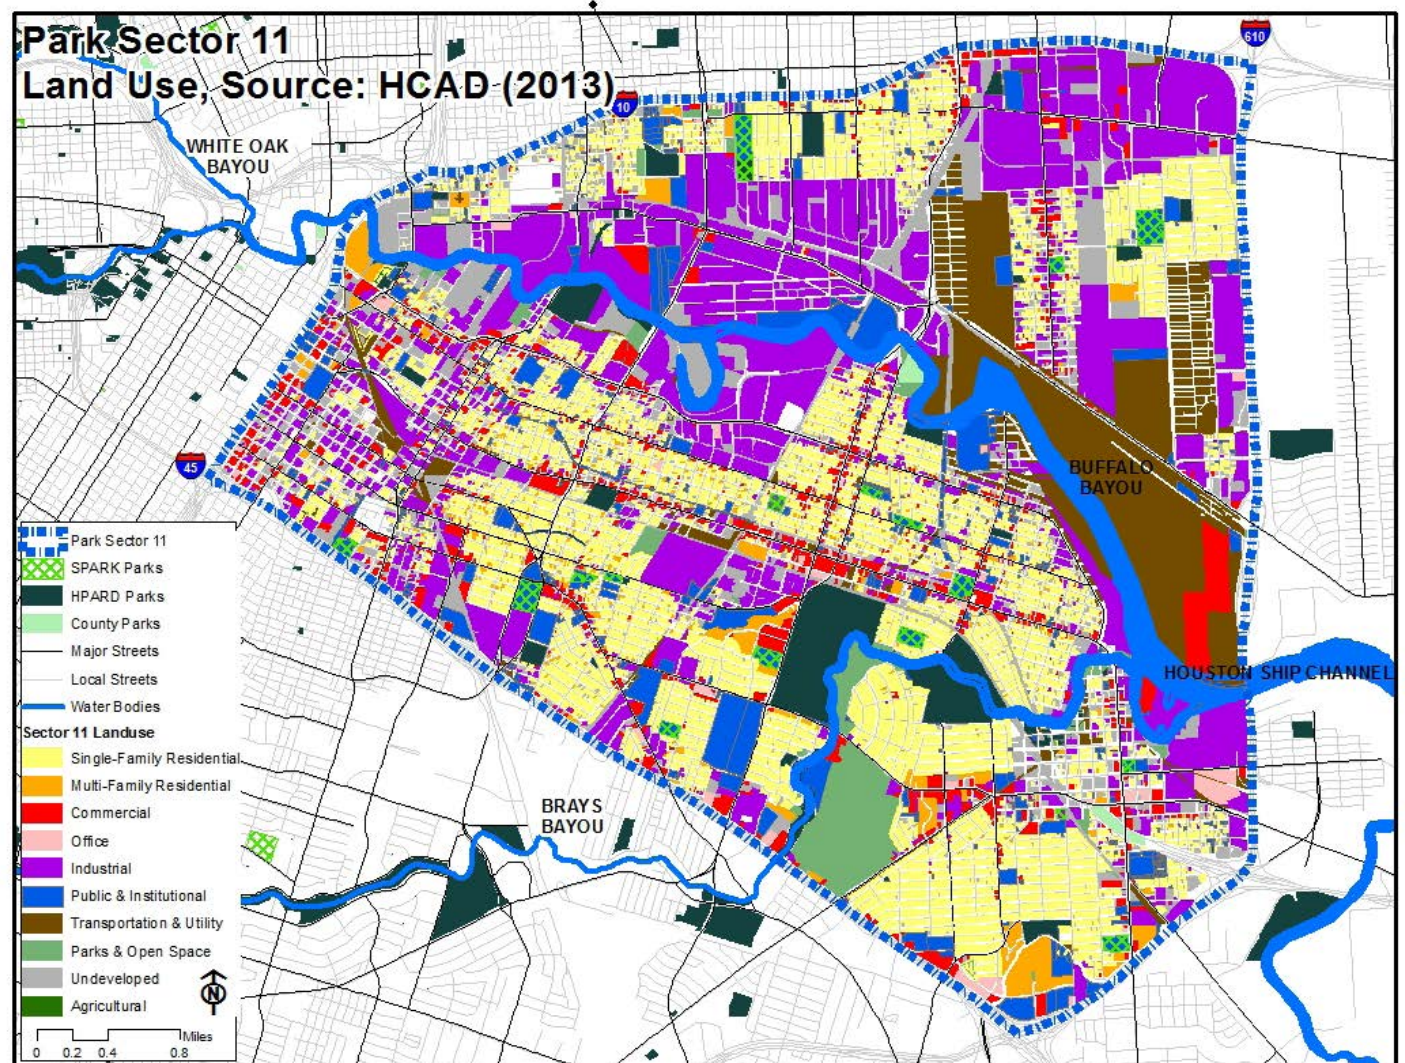 Park Sector 11
Land Use, Source: HCAD (2013)
610
10
WHITE OAK
BAYOU
45
BUFFALO
BAYOU
HOUSTON SHIP CHANNEL
BRAYS
BAYOU
Park Sector 11
SPARK Parks
HPARD Parks
County Parks
Major Streets
Local Streets
Water Bodies
Sector 11 Landuse
Single-Family Residential
Multi-Family Residential
Commercial
Office
Industrial
Public & Institutional
Transportation & Utility
Parks & Open Space
Undeveloped
Agricultural
N
Miles
0 0.2 0.4 0.8